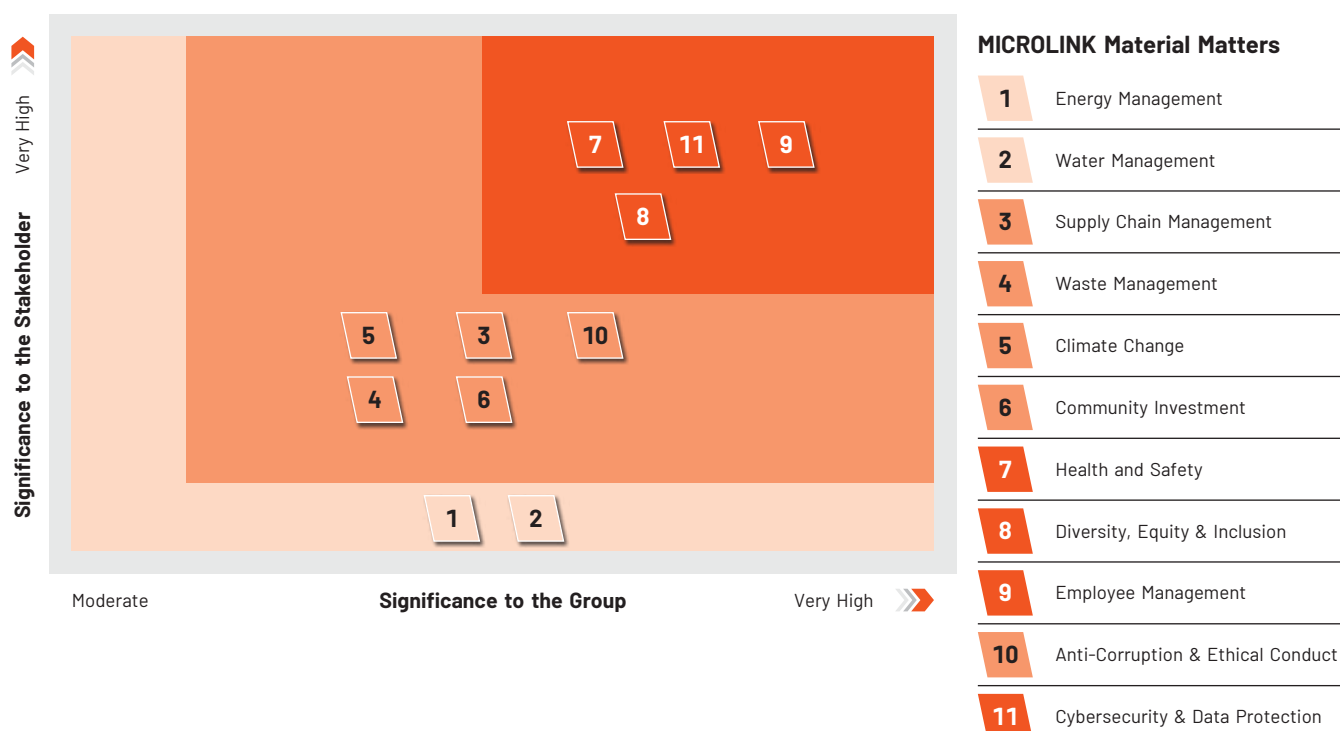 Very High
Significance to the Stakeholder
7
11
9
8
5
3
10
4
6
1
2
Moderate
Significance to the Group
Very High
MICROLINK Material Matters
1 Energy Management
2 Water Management
3 Supply Chain Management
4 Waste Management
5 Climate Change
6 Community Investment
7 Health and Safety
8 Diversity, Equity & Inclusion
9 Employee Management
10 Anti-Corruption & Ethical Conduct
11 Cybersecurity & Data Protection